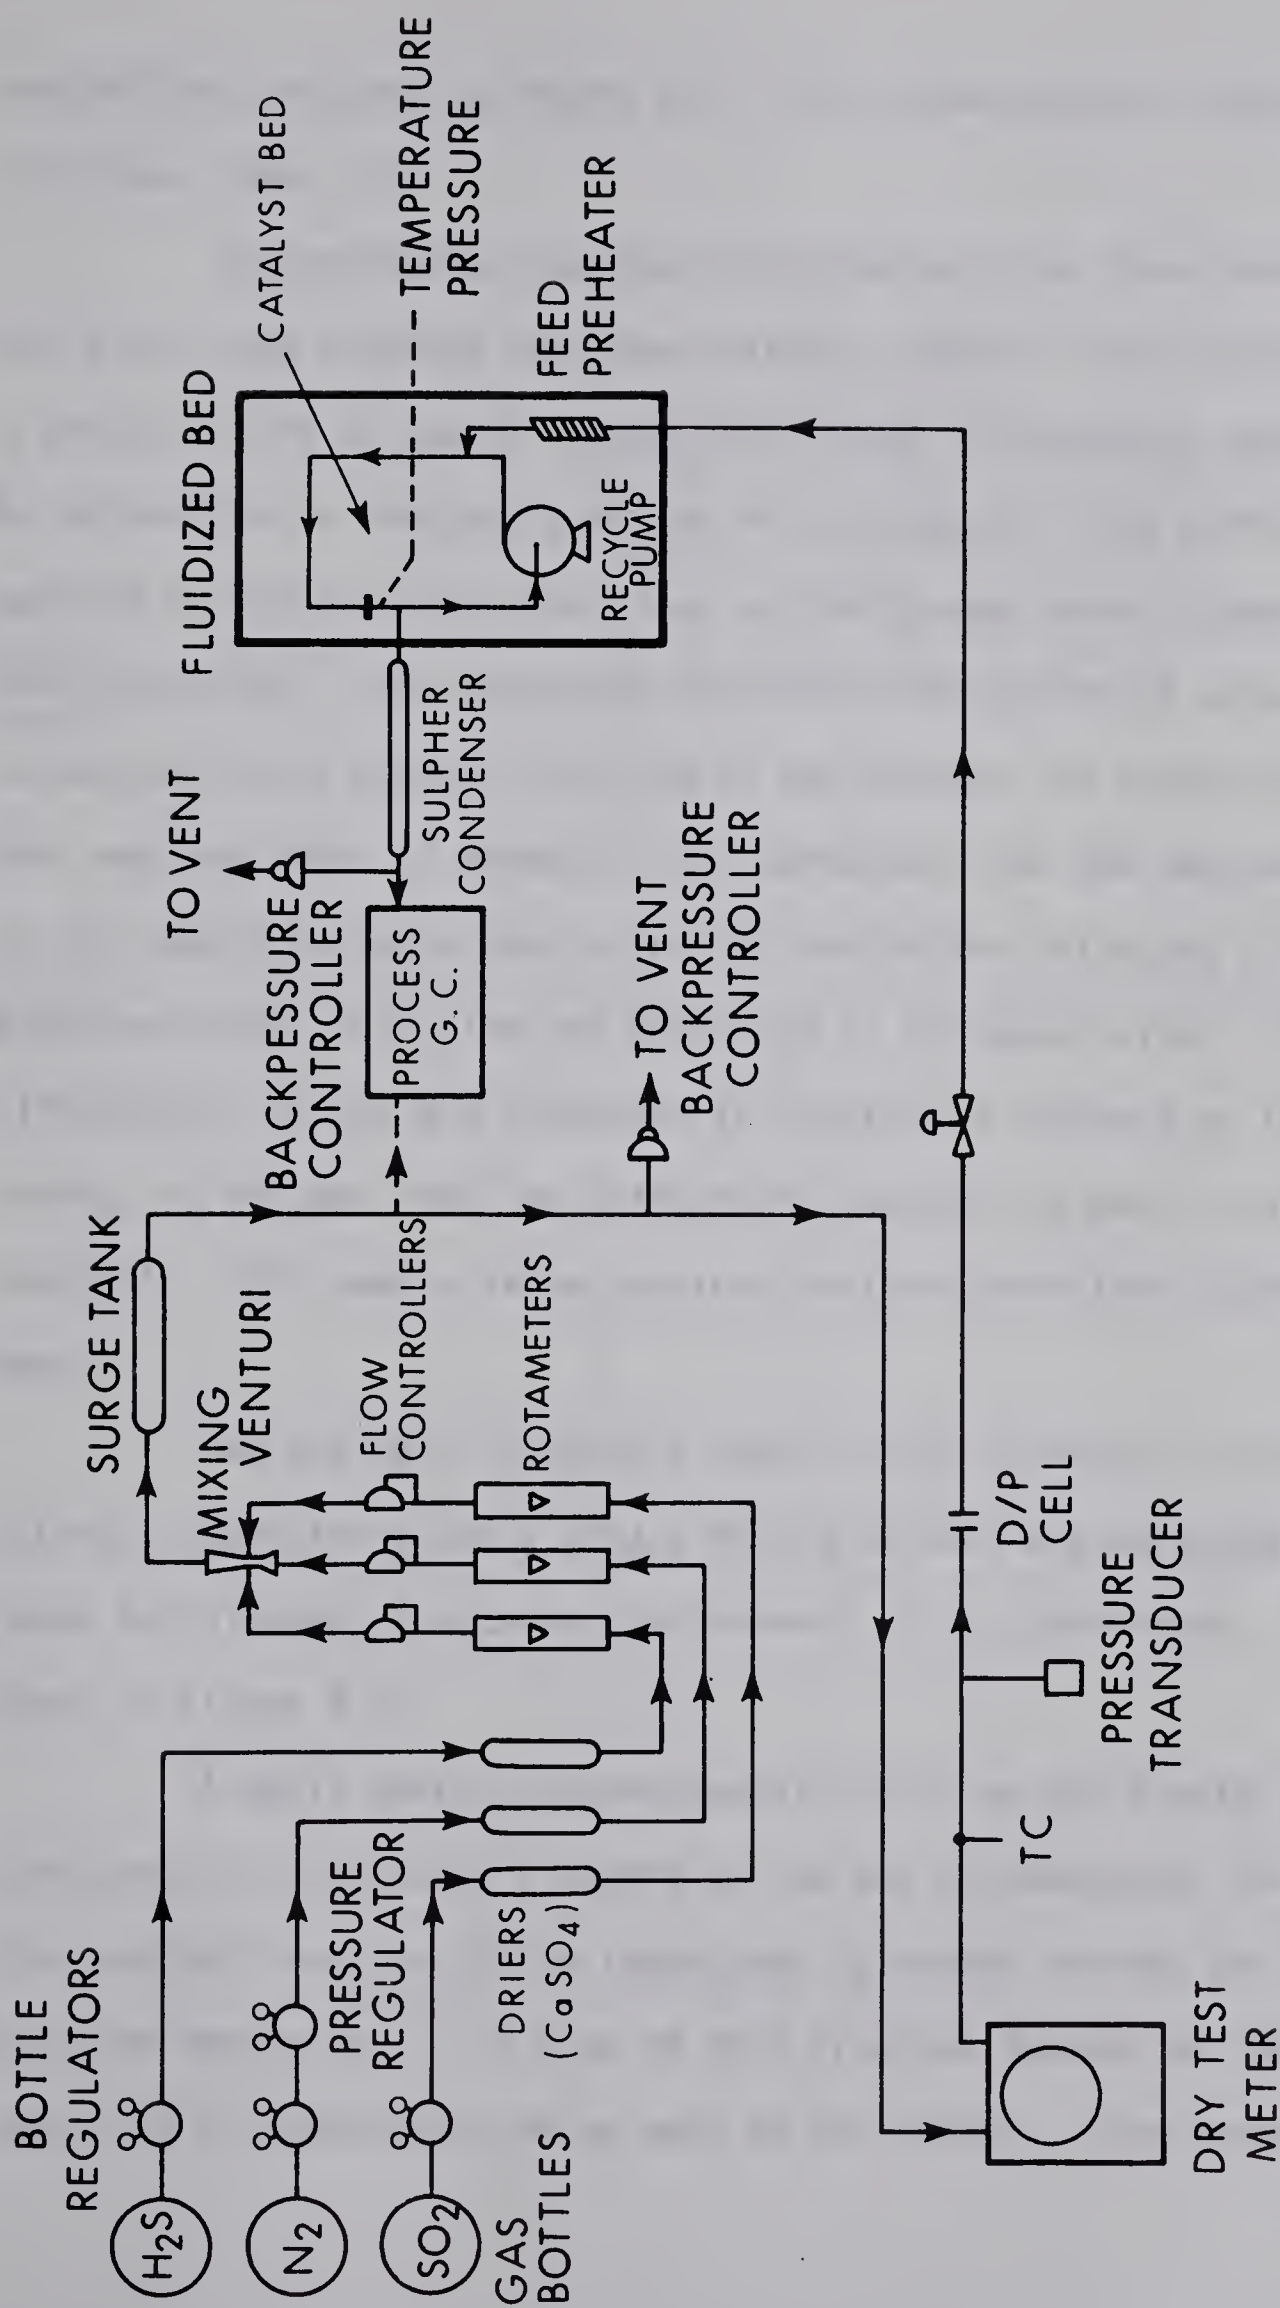 BOTTLE
REGULATORS
H2S
N2
SO2
GAS
BOTTLES
PRESSURE
REGULATOR
DRIERS
(CaSO4)
SURGE TANK
MIXING
VENTURI
FLOW
CONTROLLERS
ROTAMETERS
TO VENT
BACKPESSURE
CONTROLLER
PROCESS
G. C.
SULPHER
CONDENSER
FLUIDIZED BED
CATALYST BED
TEMPERATURE
PRESSURE
FEED
PREHEATER
RECYCLE
PUMP
TO VENT
BACKPRESSURE
CONTROLLER
DRY TEST
METER
TC
PRESSURE
TRANSDUCER
D/P
CELL